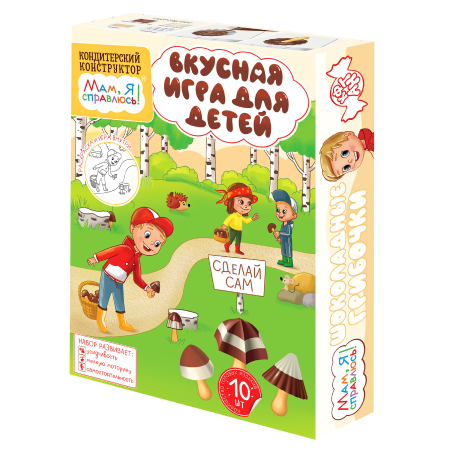 КОНДИТЕРСКИЙ
КОНСТРУКТОР
Мам, Я!
справлюсь!
ВКУСНАЯ
ИГРА ДЛЯ
ДЕТЕЙ
СДЕЛАЙ
САМ
НАБОР РАЗВИВАЕТ:
усидчивость
мелкую моторику
самостоятельность
10
шт
ШОКОЛАДНЫЕ
ГРИБОЧКИ
Мам, Я!
справлюсь!